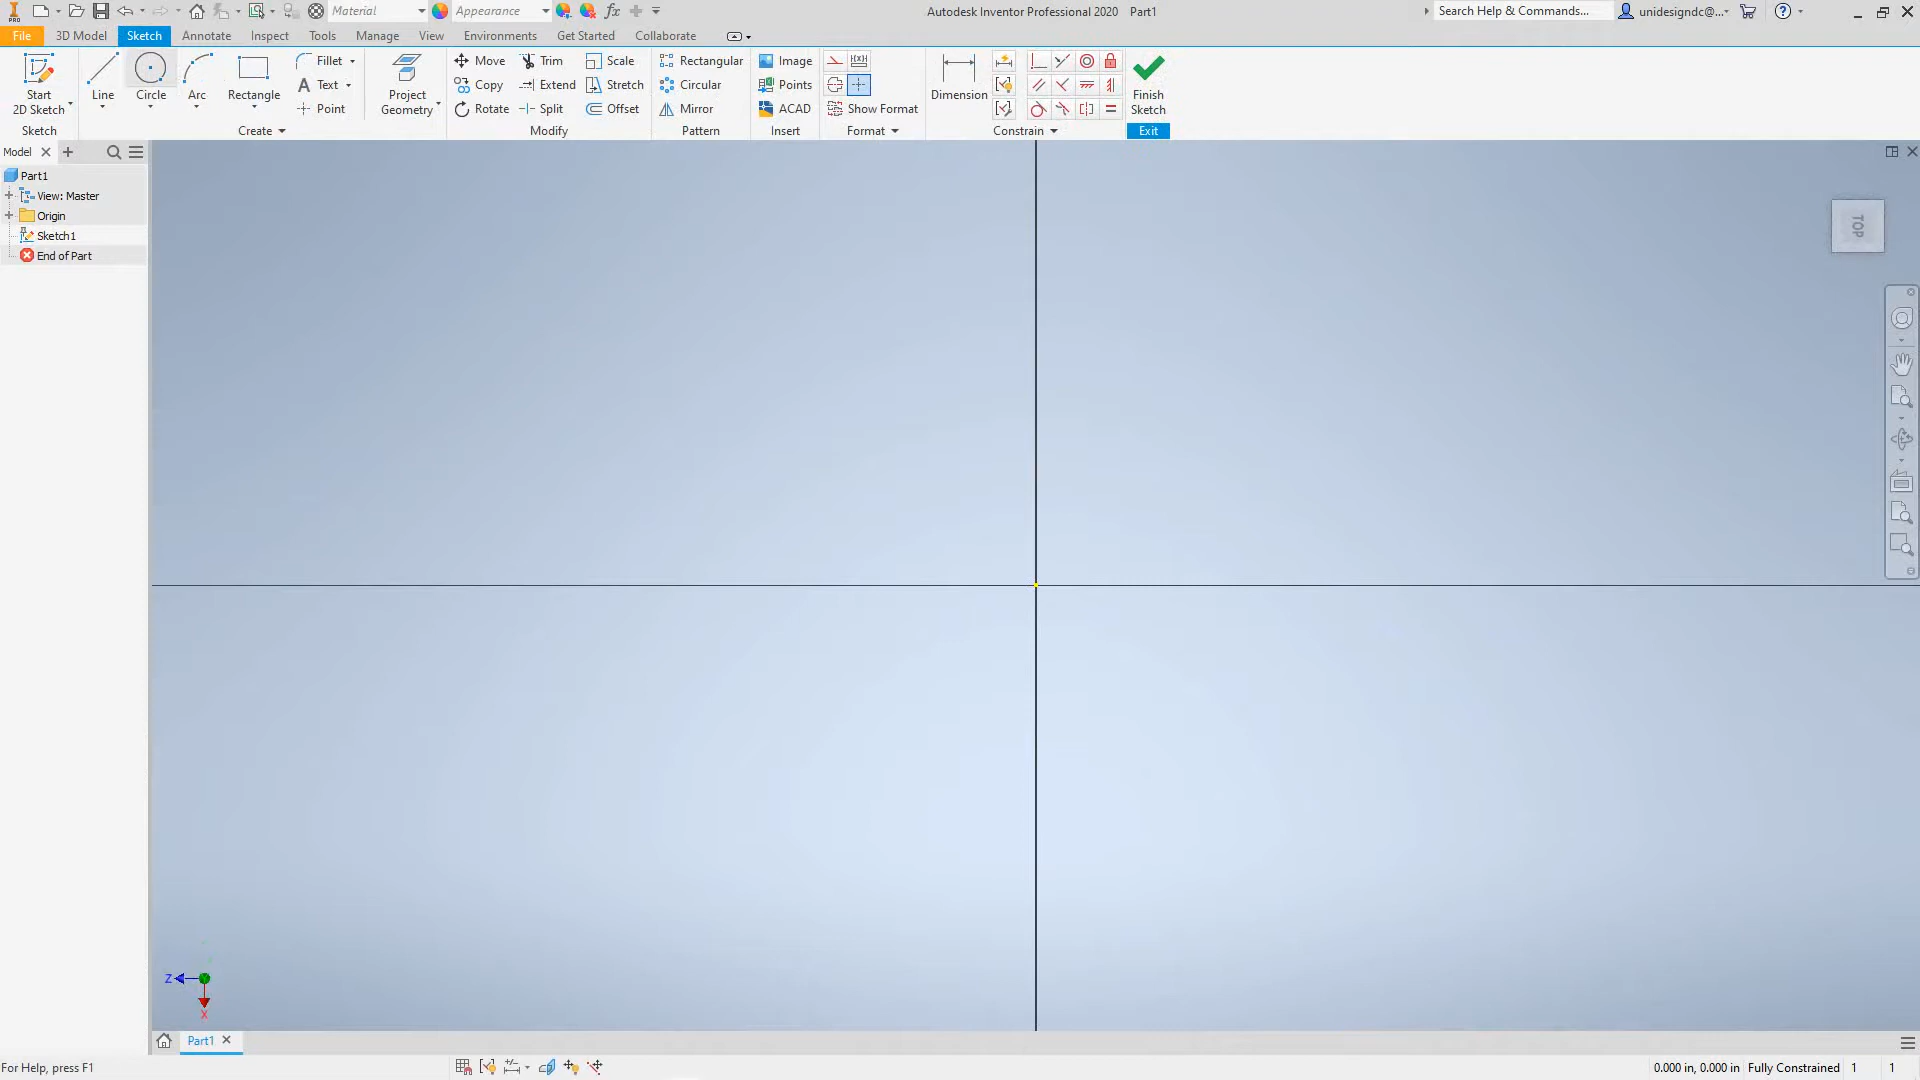 PRO Material Appearance fx Autodesk Inventor Professional 2020 Part1 Search Help & Commands... unidesigndc@...
File 3D Model Sketch Annotate Inspect Tools Manage View Environments Get Started Collaborate
Start 2D Sketch Line Circle Arc Rectangle
Fillet
Text
Point
Project Geometry
Move Trim Scale
Copy Extend Stretch
Rotate Split Offset
Rectangular
Circular
Mirror
Image
Points
ACAD
Show Format
Dimension
Finish Sketch
Sketch Create Modify Pattern Insert Format Constrain Exit
Model
Part1
View: Master
Origin
Sketch1
End of Part
TOP
Z
X
Part1
For Help, press F1 0.000 in, 0.000 in Fully Constrained 1 1